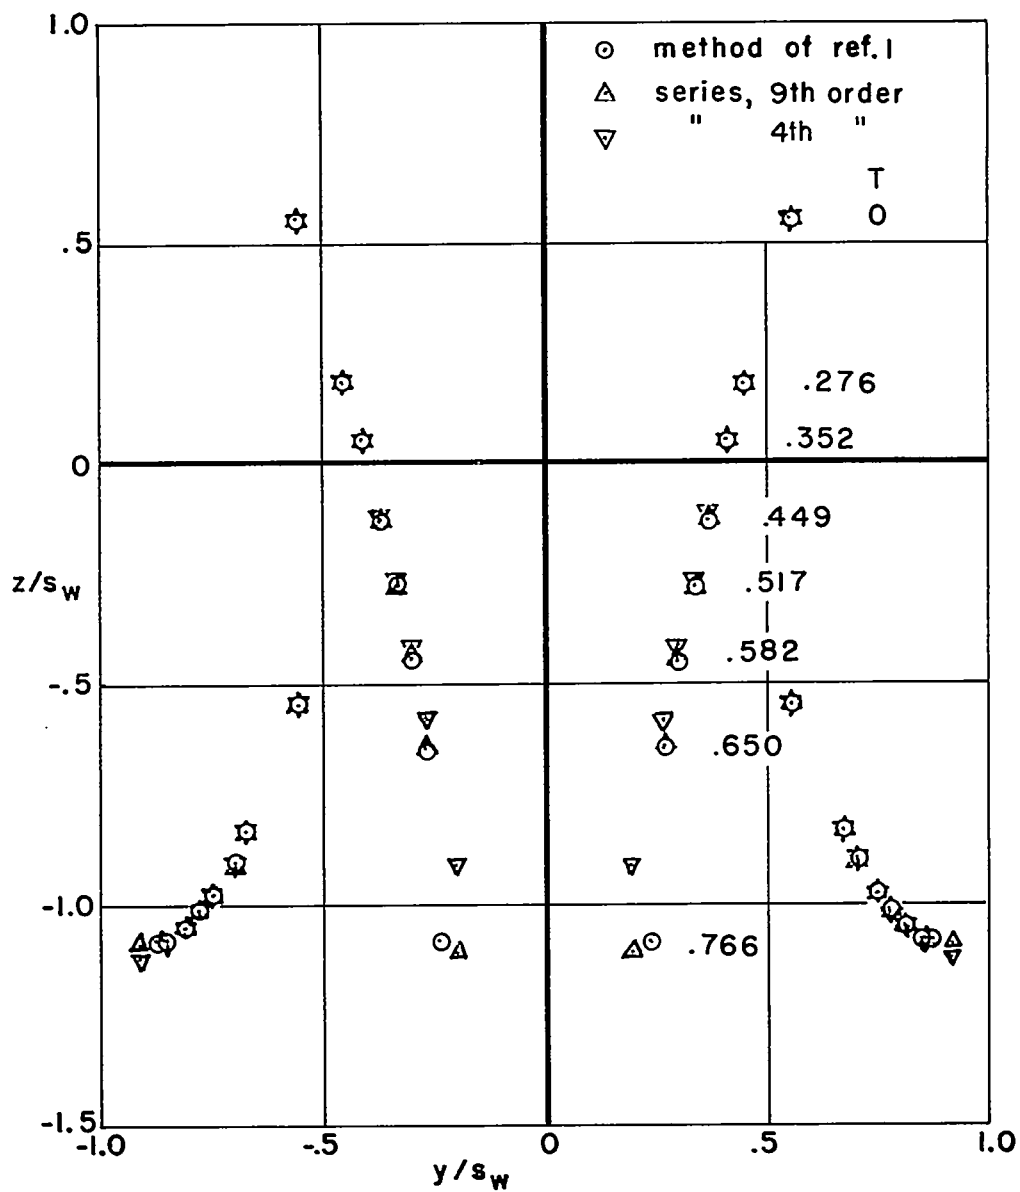 1.0
method of ref. 1
series, 9th order
" 4th "
T
0
.5
.276
.352
0
.449
.517
z/sw
.582
-.5
.650
-1.0
.766
-1.5
-1.0 -.5 0 .5 1.0
y/sw